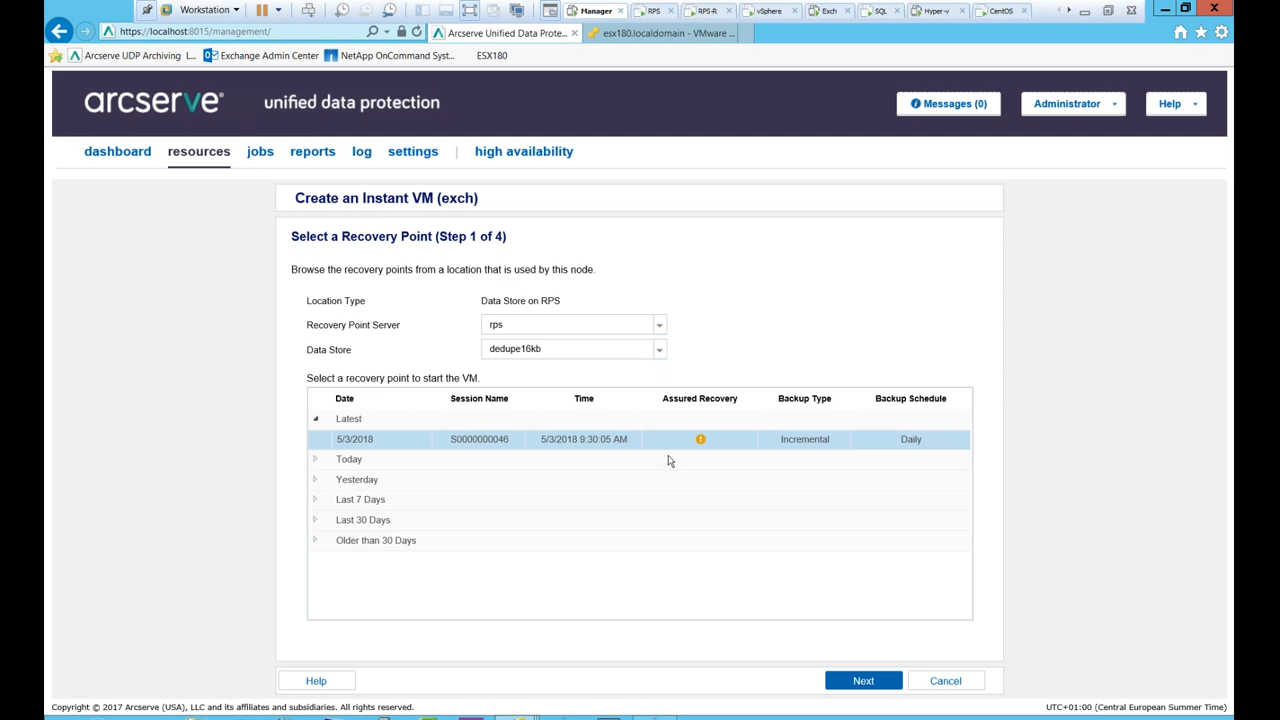 Workstation
Manager
RPS
RPS-R
vSphere
Exch
SQL
Hyper-v
CentOS
https://localhost:8015/management/
Arcserve Unified Data Prote...
esx180.localdomain - VMware ...
Arcserve UDP Archiving L...
Exchange Admin Center
NetApp OnCommand Syst...
ESX180
arcserve®
unified data protection
Messages (0)
Administrator
Help
dashboard
resources
jobs
reports
log
settings
|
high availability
Create an Instant VM (exch)
Select a Recovery Point (Step 1 of 4)
Browse the recovery points from a location that is used by this node.
Location Type Data Store on RPS
Recovery Point Server rps
Data Store dedupe16kb
Select a recovery point to start the VM.
Date Session Name Time Assured Recovery Backup Type Backup Schedule
Latest
5/3/2018 S0000000046 5/3/2018 9:30:05 AM Incremental Daily
Today
Yesterday
Last 7 Days
Last 30 Days
Older than 30 Days
Help
Next
Cancel
Copyright © 2017 Arcserve (USA), LLC and its affiliates and subsidiaries. All rights reserved.
UTC+01:00 (Central European Summer Time)